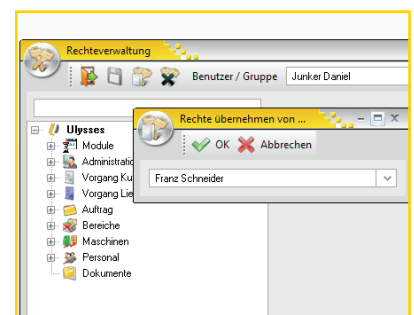 Rechteverwaltung
Benutzer / Gruppe Junker Daniel
Rechte übernehmen von ...
OK Abbrechen
Franz Schneider
Ulysses
Module
Administratio
Vorgang Ku
Vorgang Lie
Auftrag
Bereiche
Maschinen
Personal
Dokumente